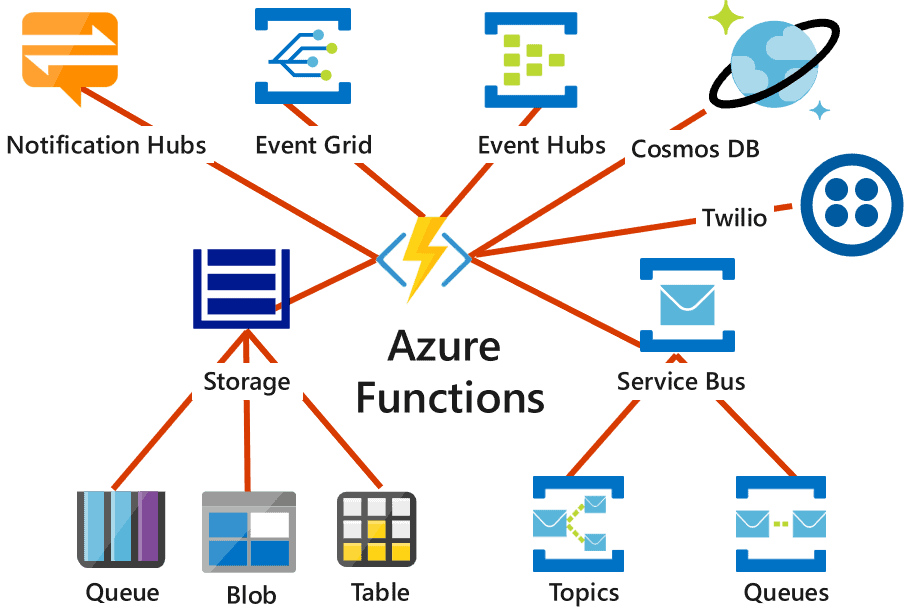 Notification Hubs
Event Grid
Event Hubs
Cosmos DB
Twilio
Storage
Azure
Functions
Service Bus
Queue
Blob
Table
Topics
Queues